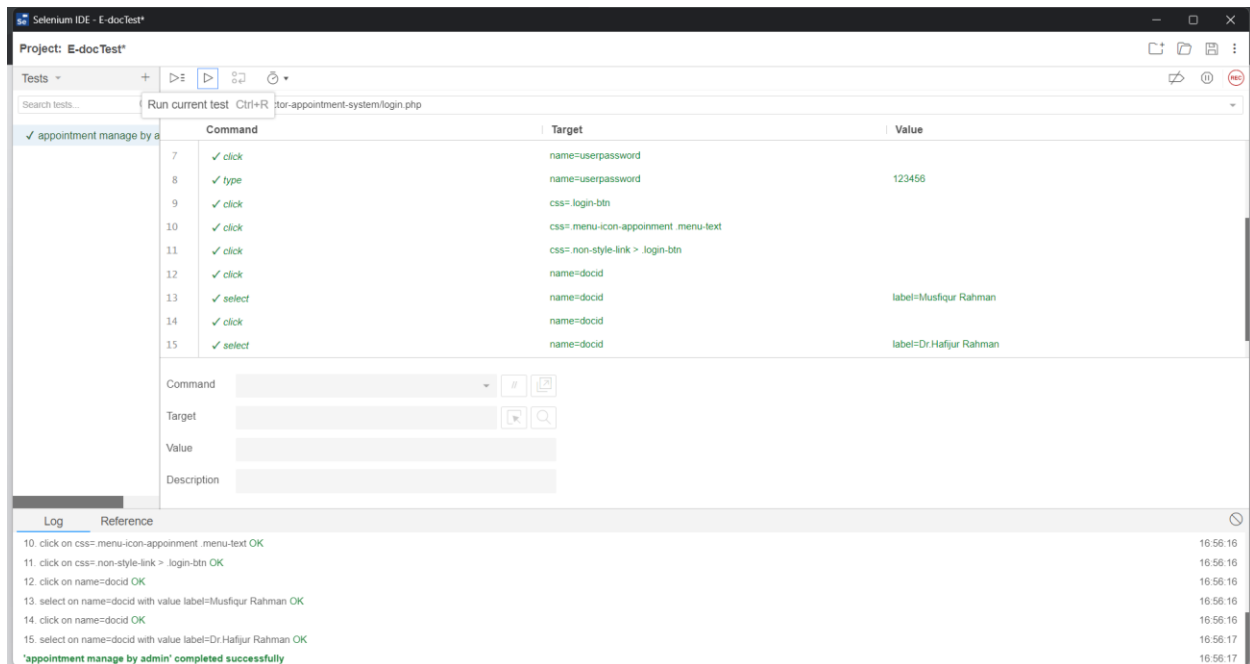 Selenium IDE - E-docTest*
Project: E-docTest*
Tests
Search tests...
Run current test Ctrl+R
tor-appointment-system/login.php
✓ appointment manage by a
Command Target Value
7 ✓ click name=userpassword
8 ✓ type name=userpassword 123456
9 ✓ click css=.login-btn
10 ✓ click css=.menu-icon-appoinment .menu-text
11 ✓ click css=.non-style-link > .login-btn
12 ✓ click name=docid
13 ✓ select name=docid label=Musfiqur Rahman
14 ✓ click name=docid
15 ✓ select name=docid label=Dr.Hafijur Rahman
Command //
Target
Value
Description
Log Reference
10. click on css=.menu-icon-appoinment .menu-text OK 16:56:16
11. click on css=.non-style-link > .login-btn OK 16:56:16
12. click on name=docid OK 16:56:16
13. select on name=docid with value label=Musfiqur Rahman OK 16:56:16
14. click on name=docid OK 16:56:16
15. select on name=docid with value label=Dr.Hafijur Rahman OK 16:56:17
'appointment manage by admin' completed successfully 16:56:17
REC
Se